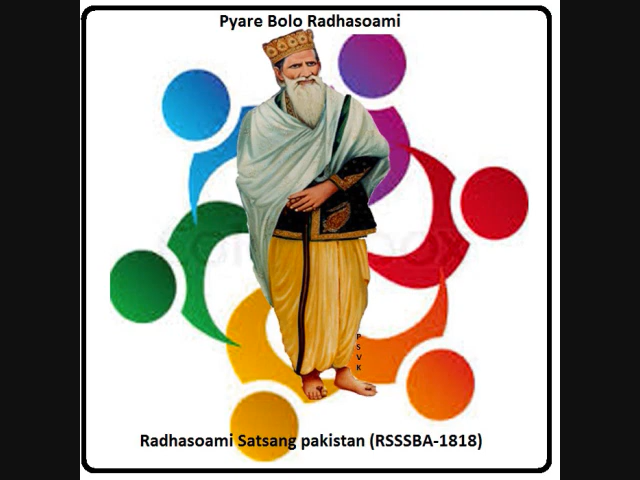 Pyare Bolo Radhasoami
P
S
V
K
Radhasoami Satsang pakistan (RSSSBA-1818)